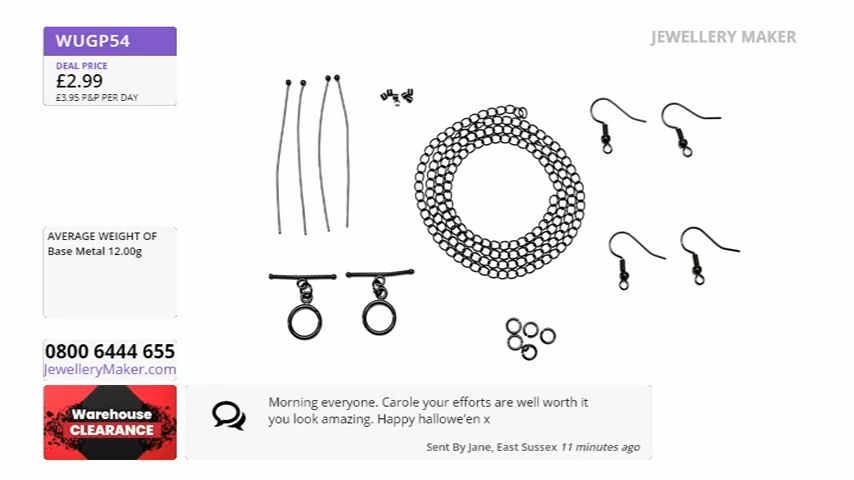 WUGP54
DEAL PRICE
£2.99
£3.95 P&P PER DAY
JEWELLERY MAKER
AVERAGE WEIGHT OF
Base Metal 12.00g
0800 6444 655
JewelleryMaker.com
Warehouse
CLEARANCE
Morning everyone. Carole your efforts are well worth it
you look amazing. Happy hallowe'en x
Sent By Jane, East Sussex 11 minutes ago